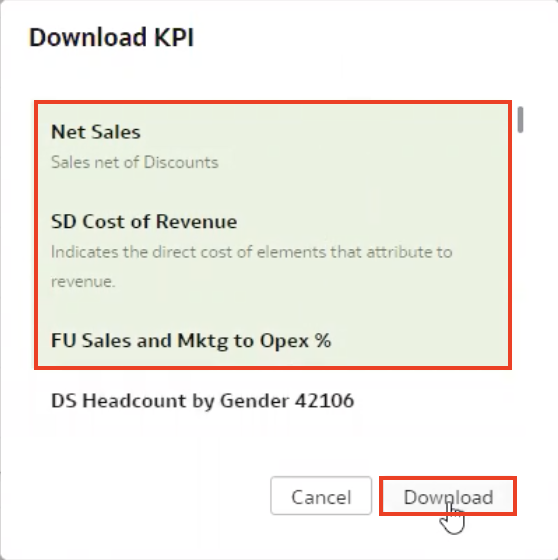 Download KPI
Net Sales
Sales net of Discounts
SD Cost of Revenue
Indicates the direct cost of elements that attribute to
revenue.
FU Sales and Mktg to Opex %
DS Headcount by Gender 42106
Cancel
Download